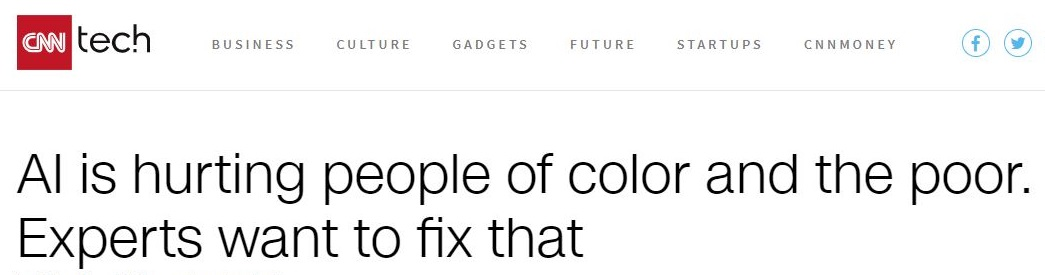 CNN tech BUSINESS CULTURE GADGETS FUTURE STARTUPS CNNMONEY
AI is hurting people of color and the poor.
Experts want to fix that